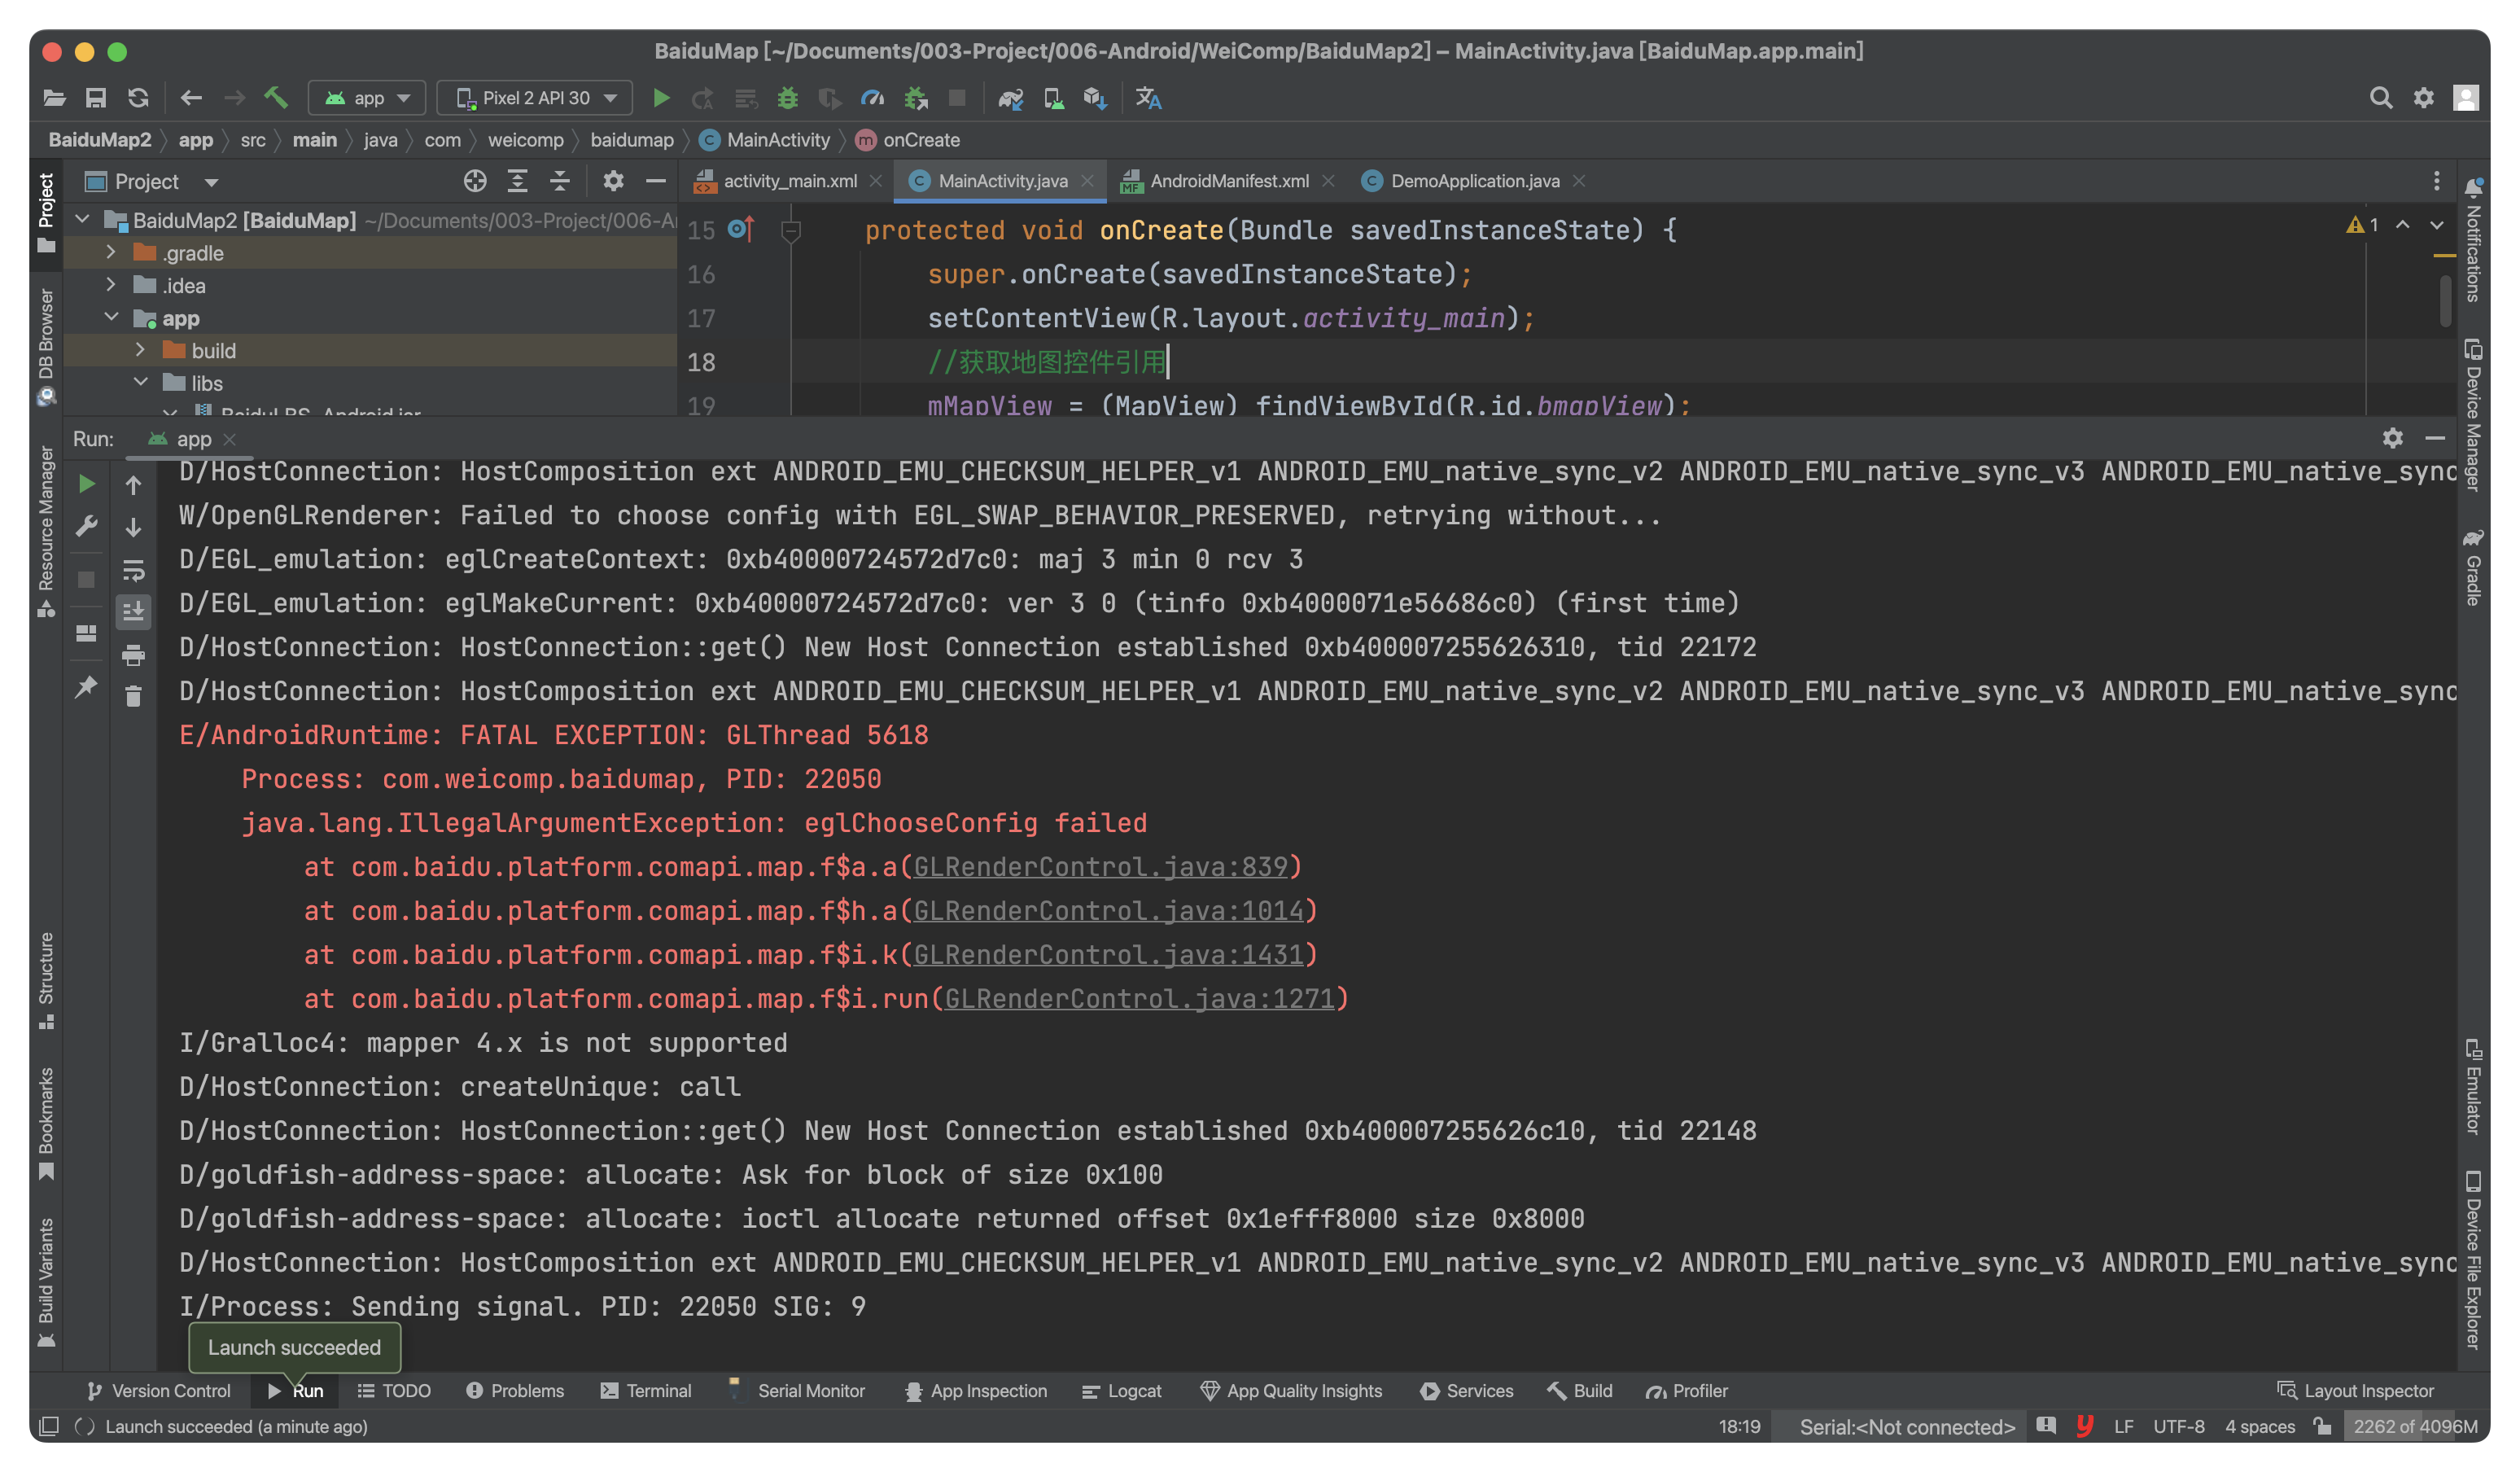 BaiduMap [~/Documents/003-Project/006-Android/WeiComp/BaiduMap2] – MainActivity.java [BaiduMap.app.main]
app
Pixel 2 API 30
BaiduMap2 app src main java com weicomp baidumap MainActivity onCreate
Project
activity_main.xml
MainActivity.java
AndroidManifest.xml
DemoApplication.java
BaiduMap2 [BaiduMap] ~/Documents/003-Project/006-A
.gradle
.idea
app
build
libs
BaiduLBS_Android.jar
15 protected void onCreate(Bundle savedInstanceState) {
16 super.onCreate(savedInstanceState);
17 setContentView(R.layout.activity_main);
18 //获取地图控件引用
19 mMapView = (MapView) findViewById(R.id.bmapView);
1
Project
DB Browser
Resource Manager
Structure
Bookmarks
Build Variants
Notifications
Device Manager
Gradle
Emulator
Device File Explorer
Run: app
D/HostConnection: HostComposition ext ANDROID_EMU_CHECKSUM_HELPER_v1 ANDROID_EMU_native_sync_v2 ANDROID_EMU_native_sync_v3 ANDROID_EMU_native_sync
W/OpenGLRenderer: Failed to choose config with EGL_SWAP_BEHAVIOR_PRESERVED, retrying without...
D/EGL_emulation: eglCreateContext: 0xb40000724572d7c0: maj 3 min 0 rcv 3
D/EGL_emulation: eglMakeCurrent: 0xb40000724572d7c0: ver 3 0 (tinfo 0xb4000071e56686c0) (first time)
D/HostConnection: HostConnection::get() New Host Connection established 0xb400007255626310, tid 22172
D/HostConnection: HostComposition ext ANDROID_EMU_CHECKSUM_HELPER_v1 ANDROID_EMU_native_sync_v2 ANDROID_EMU_native_sync_v3 ANDROID_EMU_native_sync
E/AndroidRuntime: FATAL EXCEPTION: GLThread 5618
Process: com.weicomp.baidumap, PID: 22050
java.lang.IllegalArgumentException: eglChooseConfig failed
at com.baidu.platform.comapi.map.f$a.a(GLRenderControl.java:839)
at com.baidu.platform.comapi.map.f$h.a(GLRenderControl.java:1014)
at com.baidu.platform.comapi.map.f$i.k(GLRenderControl.java:1431)
at com.baidu.platform.comapi.map.f$i.run(GLRenderControl.java:1271)
I/Gralloc4: mapper 4.x is not supported
D/HostConnection: createUnique: call
D/HostConnection: HostConnection::get() New Host Connection established 0xb400007255626c10, tid 22148
D/goldfish-address-space: allocate: Ask for block of size 0x100
D/goldfish-address-space: allocate: ioctl allocate returned offset 0x1efff8000 size 0x8000
D/HostConnection: HostComposition ext ANDROID_EMU_CHECKSUM_HELPER_v1 ANDROID_EMU_native_sync_v2 ANDROID_EMU_native_sync_v3 ANDROID_EMU_native_sync
I/Process: Sending signal. PID: 22050 SIG: 9
Launch succeeded
Version Control Run TODO Problems Terminal Serial Monitor App Inspection Logcat App Quality Insights Services Build Profiler Layout Inspector
Launch succeeded (a minute ago) 18:19 Serial:<Not connected> LF UTF-8 4 spaces 2262 of 4096M